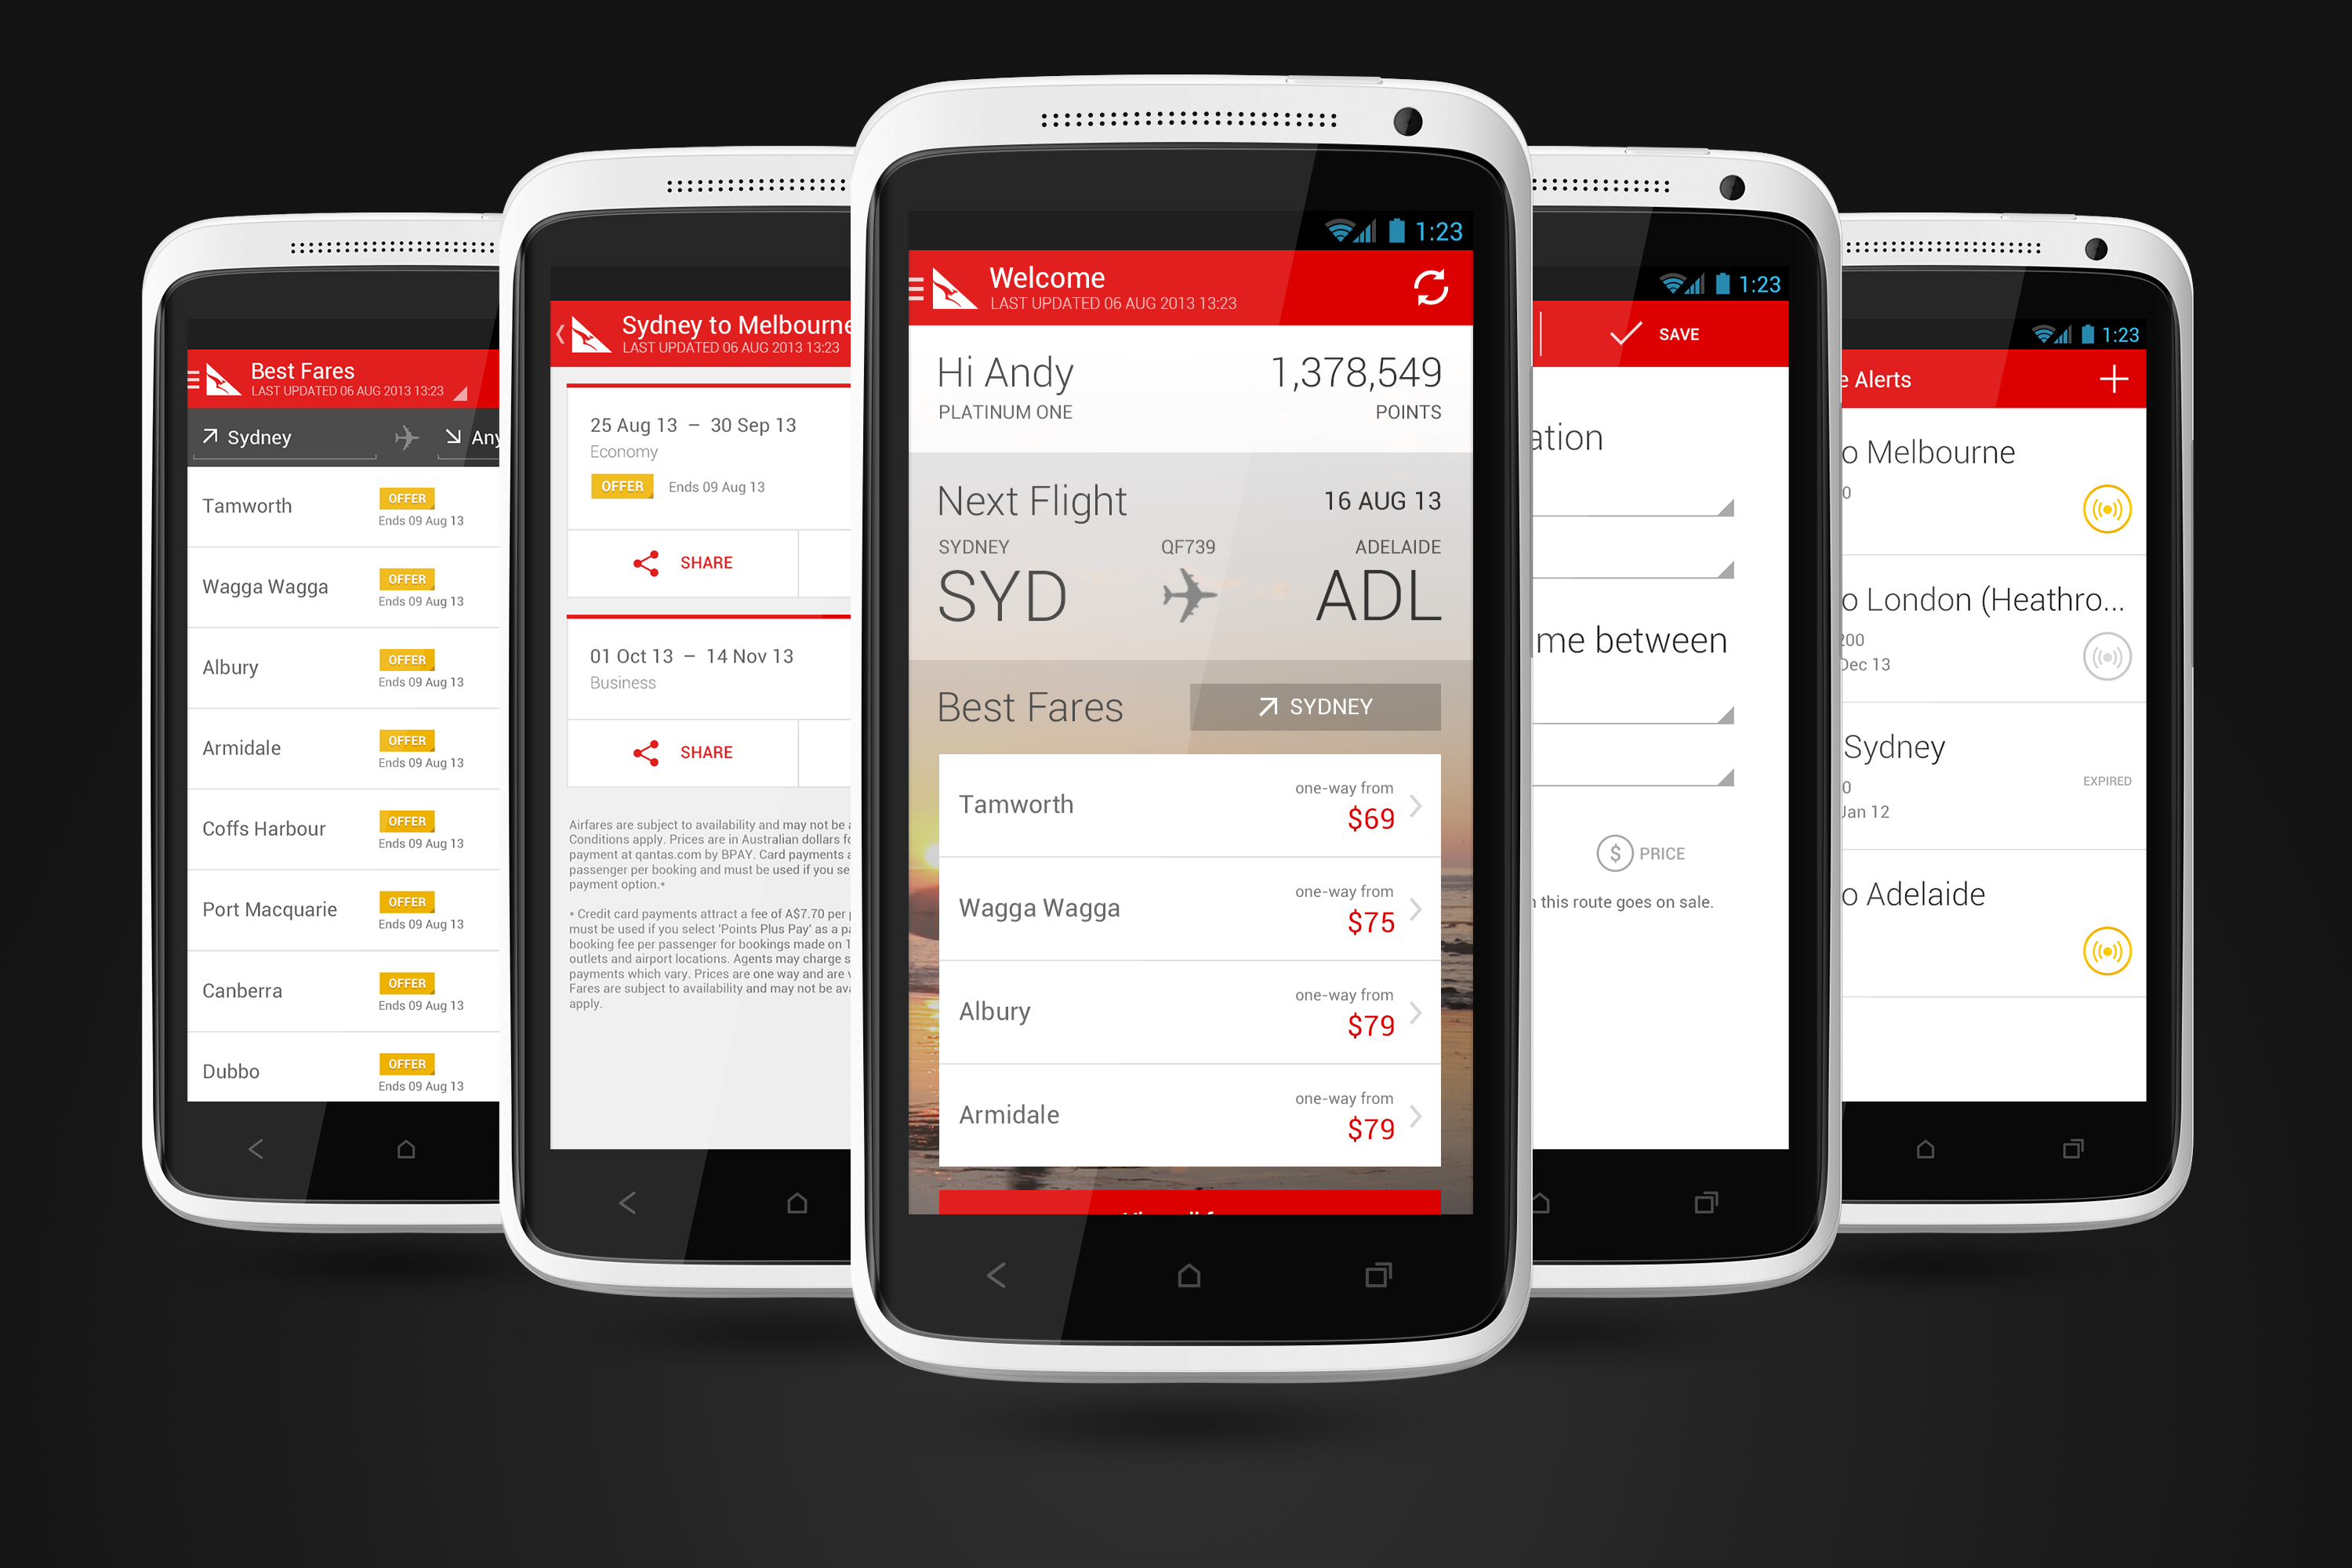 Best Fares
LAST UPDATED 06 AUG 2013 13:23
Sydney
Any
Tamworth
OFFER
Ends 09 Aug 13
Wagga Wagga
OFFER
Ends 09 Aug 13
Albury
OFFER
Ends 09 Aug 13
Armidale
OFFER
Ends 09 Aug 13
Coffs Harbour
OFFER
Ends 09 Aug 13
Port Macquarie
OFFER
Ends 09 Aug 13
Canberra
OFFER
Ends 09 Aug 13
Dubbo
OFFER
Ends 09 Aug 13
Sydney to Melbourne
LAST UPDATED 06 AUG 2013 13:23
25 Aug 13 – 30 Sep 13
Economy
OFFER Ends 09 Aug 13
SHARE
01 Oct 13 – 14 Nov 13
Business
SHARE
Airfares are subject to availability and may not be a
Conditions apply. Prices are in Australian dollars fo
payment at qantas.com by BPAY. Card payments a
passenger per booking and must be used if you se
payment option.*
* Credit card payments attract a fee of A$7.70 per p
must be used if you select 'Points Plus Pay' as a pa
booking fee per passenger for bookings made on 1
outlets and airport locations. Agents may charge s
payments which vary. Prices are one way and are v
Fares are subject to availability and may not be ava
apply.
1:23
Welcome
LAST UPDATED 06 AUG 2013 13:23
Hi Andy 1,378,549
PLATINUM ONE POINTS
Next Flight 16 AUG 13
SYDNEY QF739 ADELAIDE
SYD ADL
Best Fares SYDNEY
Tamworth
one-way from
$69
Wagga Wagga
one-way from
$75
Albury
one-way from
$79
Armidale
one-way from
$79
1:23
SAVE
ation
me between
$ PRICE
this route goes on sale.
1:23
e Alerts
o Melbourne
0
o London (Heathro...
200
Dec 13
Sydney
0
EXPIRED
Jan 12
o Adelaide